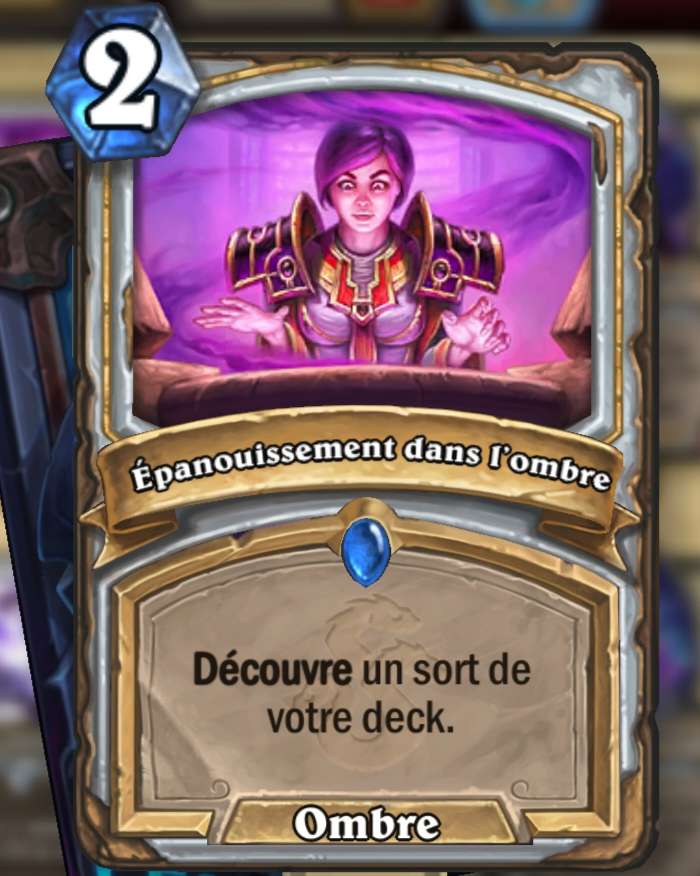 2
Épanouissement dans l'ombre
Découvre un sort de
votre deck.
Ombre